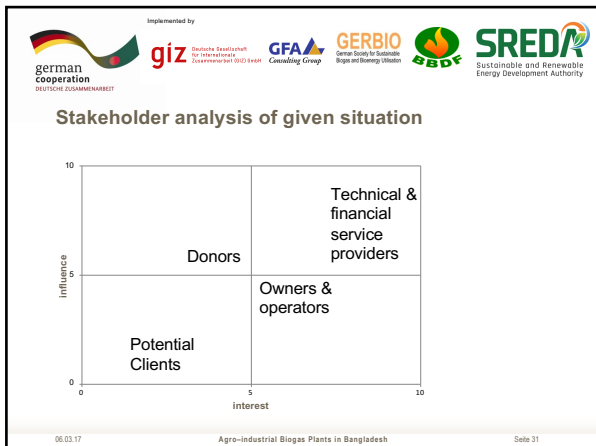 Implemented by
german
cooperation
DEUTSCHE ZUSAMMENARBEIT
giz
Deutsche Gesellschaft
für Internationale
Zusammenarbeit (GIZ) GmbH
GFA
Consulting Group
GERBIO
German Society for Sustainable
Biogas and Bioenergy Utilisation
BBDF
SREDA
Sustainable and Renewable
Energy Development Authority
Stakeholder analysis of given situation
10
Technical &
financial
service
providers
Donors
influence
5
Owners &
operators
Potential
Clients
0
0 5 10
interest
06.03.17 Agro–industrial Biogas Plants in Bangladesh Seite 31